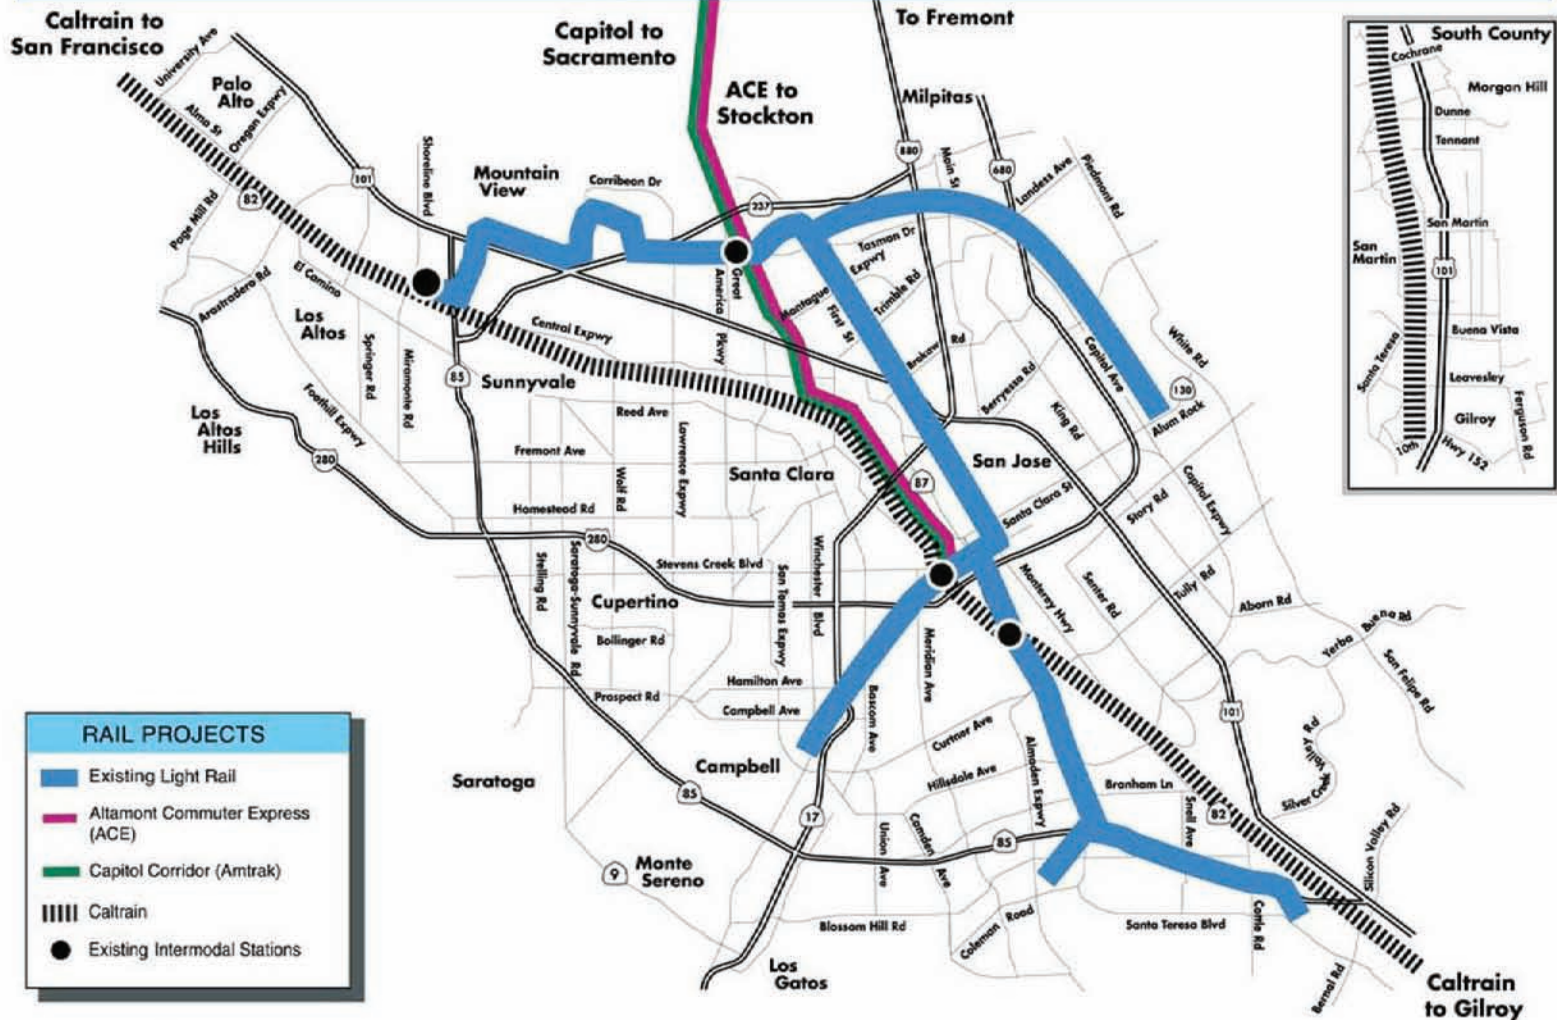 Caltrain to
San Francisco
University Ave
Palo
Alto
Alma St
Oregon Expwy
101
82
Page Mill Rd
Shoreline Blvd
Mountain
View
Carribean Dr
Capitol to
Sacramento
ACE to
Stockton
To Fremont
Milpitas
880
Main St
680
Landess Ave
Piedmont Rd
237
Tasman Dr
Montague
Expwy
Trimble Rd
First St
Great
America
Pkwy
Brokaw Rd
Berryessa Rd
Capitol Ave
White Rd
130
Alum Rock
King Rd
Arastradero Rd
El Camino
Los
Altos
Springer Rd
Miramonte Rd
Foothill Expwy
Los
Altos
Hills
280
85
Central Expwy
Sunnyvale
Reed Ave
Fremont Ave
Wolf Rd
Lawrence Expwy
Homestead Rd
280
Santa Clara
87
San Jose
Santa Clara St
Story Rd
Capitol Expwy
Stelling Rd
Saratoga-Sunnyvale Rd
Stevens Creek Blvd
Cupertino
Bollinger Rd
San Tomas Expwy
Winchester Blvd
Monterey Hwy
Senter Rd
Tully Rd
Aborn Rd
Yerba Buena Rd
San Felipe Rd
Prospect Rd
Hamilton Ave
Campbell Ave
Bascom Ave
Meridian Ave
Curtner Ave
Hillsdale Ave
Almaden Expwy
101
Silver Creek Valley Rd
Campbell
Saratoga
85
17
Union Ave
Camden Ave
85
Branham Ln
Snell Ave
82
Silicon Valley Rd
9
Monte
Sereno
Blossom Hill Rd
Coleman Road
Santa Teresa Blvd
Cottle Rd
Bernal Rd
Los
Gatos
Caltrain
to Gilroy
South County
Cochrane
Morgan Hill
Dunne
Tennant
San Martin
San
Martin
101
Santa Teresa
Buena Vista
Leavesley
Gilroy
Ferguson Rd
10th
Hwy 152
RAIL PROJECTS
Existing Light Rail
Altamont Commuter Express
(ACE)
Capitol Corridor (Amtrak)
Caltrain
Existing Intermodal Stations